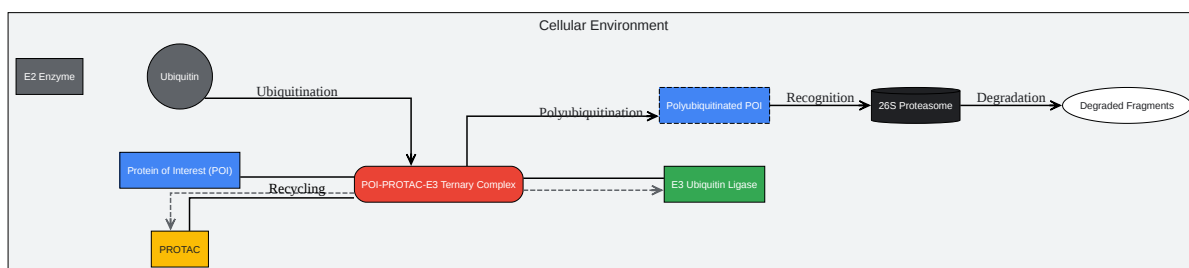 Cellular Environment
E2 Enzyme
Ubiquitin
Ubiquitination
Polyubiquitination
Polyubiquitinated POI
Recognition
26S Proteasome
Degradation
Degraded Fragments
Protein of Interest (POI)
Recycling
POI-PROTAC-E3 Ternary Complex
E3 Ubiquitin Ligase
PROTAC